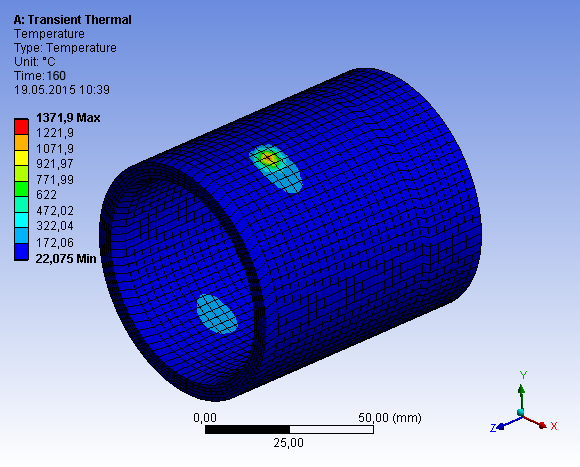 A: Transient Thermal
Temperature
Type: Temperature
Unit: °C
Time: 160
19.05.2015 10:39
1371,9 Max
1221,9
1071,9
921,97
771,99
622
472,02
322,04
172,06
22,075 Min
0,00
50,00 (mm)
25,00
Y
Z
X